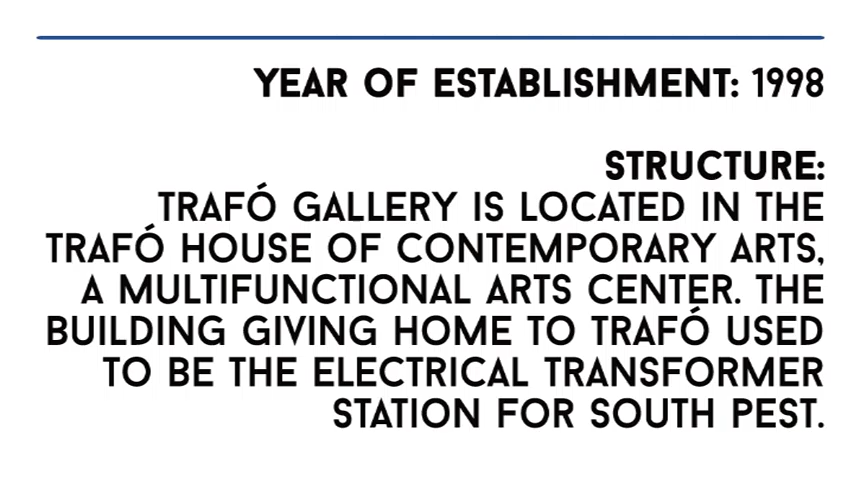 YEAR OF ESTABLISHMENT: 1998
STRUCTURE:
TRAFÓ GALLERY IS LOCATED IN THE
TRAFÓ HOUSE OF CONTEMPORARY ARTS,
A MULTIFUNCTIONAL ARTS CENTER. THE
BUILDING GIVING HOME TO TRAFÓ USED
TO BE THE ELECTRICAL TRANSFORMER
STATION FOR SOUTH PEST.